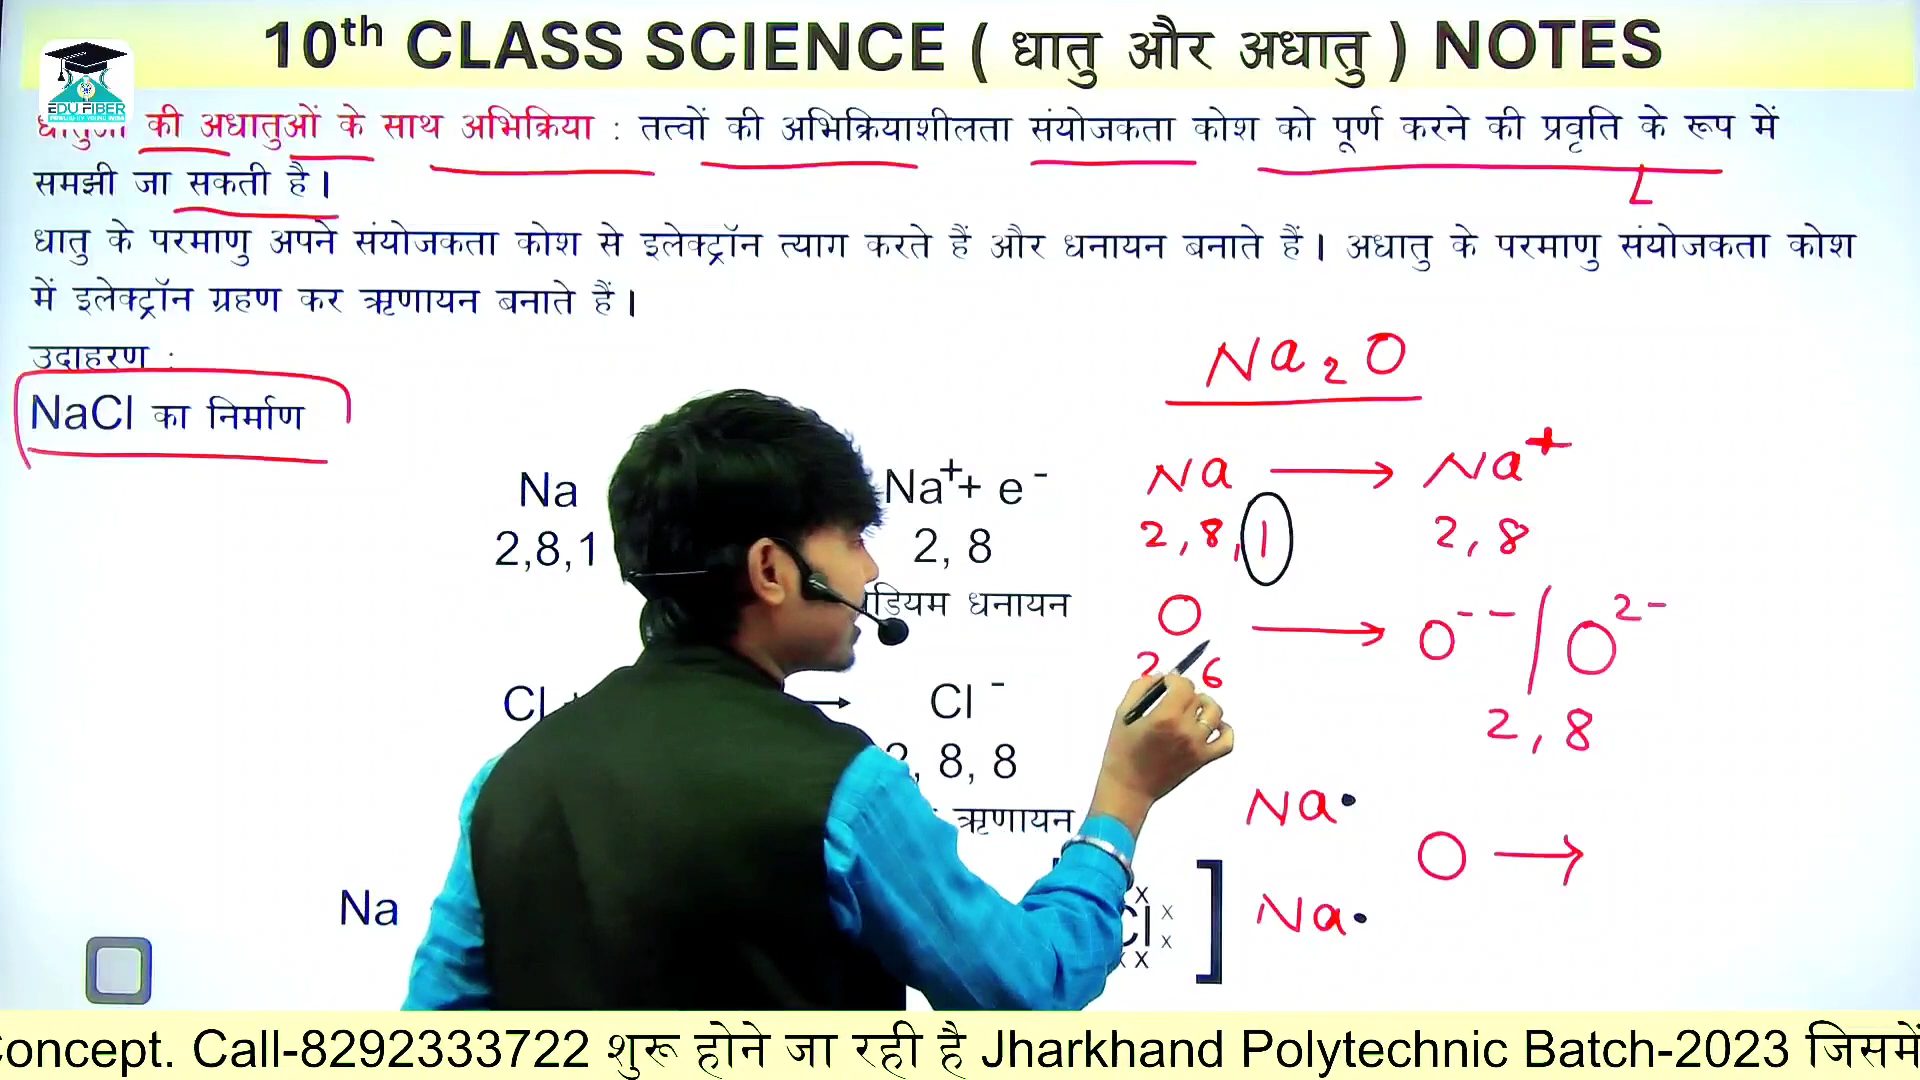 10th CLASS SCIENCE ( धातु और अधातु ) NOTES
EDU FIBER
धातुओं की अधातुओं के साथ अभिक्रिया : तत्वों की अभिक्रियाशीलता संयोजकता कोश को पूर्ण करने की प्रवृति के रूप में
समझी जा सकती है।
धातु के परमाणु अपने संयोजकता कोश से इलेक्ट्रॉन त्याग करते हैं और धनायन बनाते हैं। अधातु के परमाणु संयोजकता कोश
में इलेक्ट्रॉन ग्रहण कर ऋणायन बनाते हैं।
उदाहरण :
NaCl का निर्माण
Na Na⁺ + e⁻
2,8,1 2, 8
धनायन
Cl → Cl⁻
2, 8, 8
ऋणायन
Na Cl ]
Na₂O
Na → Na⁺
2, 8, 1 2, 8
O → O⁻⁻ / O²⁻
2 6 2, 8
Na•
O →
Na•
Concept. Call-8292333722 शुरू होने जा रही है Jharkhand Polytechnic Batch-2023 जिसमें